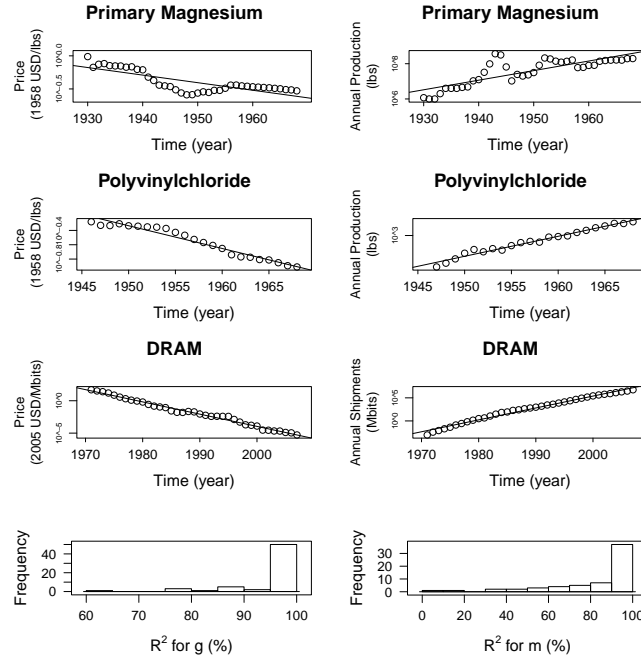 Primary Magnesium
Price
(1958 USD/lbs)
10^0.0
10^-0.5
1930 1940 1950 1960
Time (year)
Primary Magnesium
Annual Production
(lbs)
10^8
10^6
1930 1940 1950 1960
Time (year)
Polyvinylchloride
Price
(1958 USD/lbs)
10^-0.4
10^-0.8
1945 1950 1955 1960 1965
Time (year)
Polyvinylchloride
Annual Production
(lbs)
10^3
1945 1950 1955 1960 1965
Time (year)
DRAM
Price
(2005 USD/Mbits)
10^0
10^-5
1970 1980 1990 2000
Time (year)
DRAM
Annual Shipments
(Mbits)
10^5
10^0
1970 1980 1990 2000
Time (year)
Frequency
40
20
0
60 70 80 90 100
R² for g (%)
Frequency
30
20
10
0
0 20 40 60 80 100
R² for m (%)